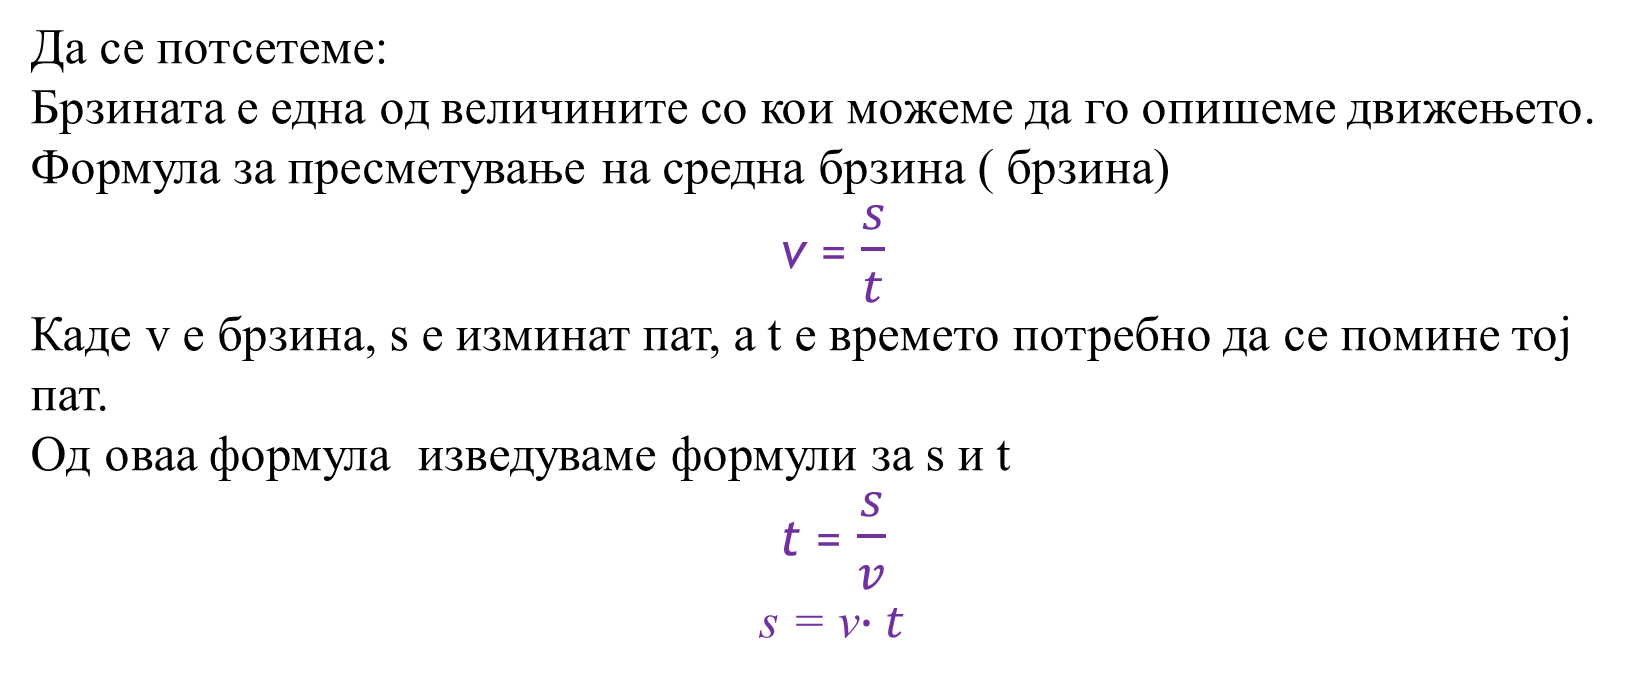 Да се потсетеме:
Брзината е една од величините со кои можеме да го опишеме движењето.
Формула за пресметување на средна брзина ( брзина)
v = s/t
Каде v е брзина, s е изминат пат, а t е времето потребно да се помине тој
пат.
Од оваа формула  изведуваме формули за s и t
t = s/v
s = v· t